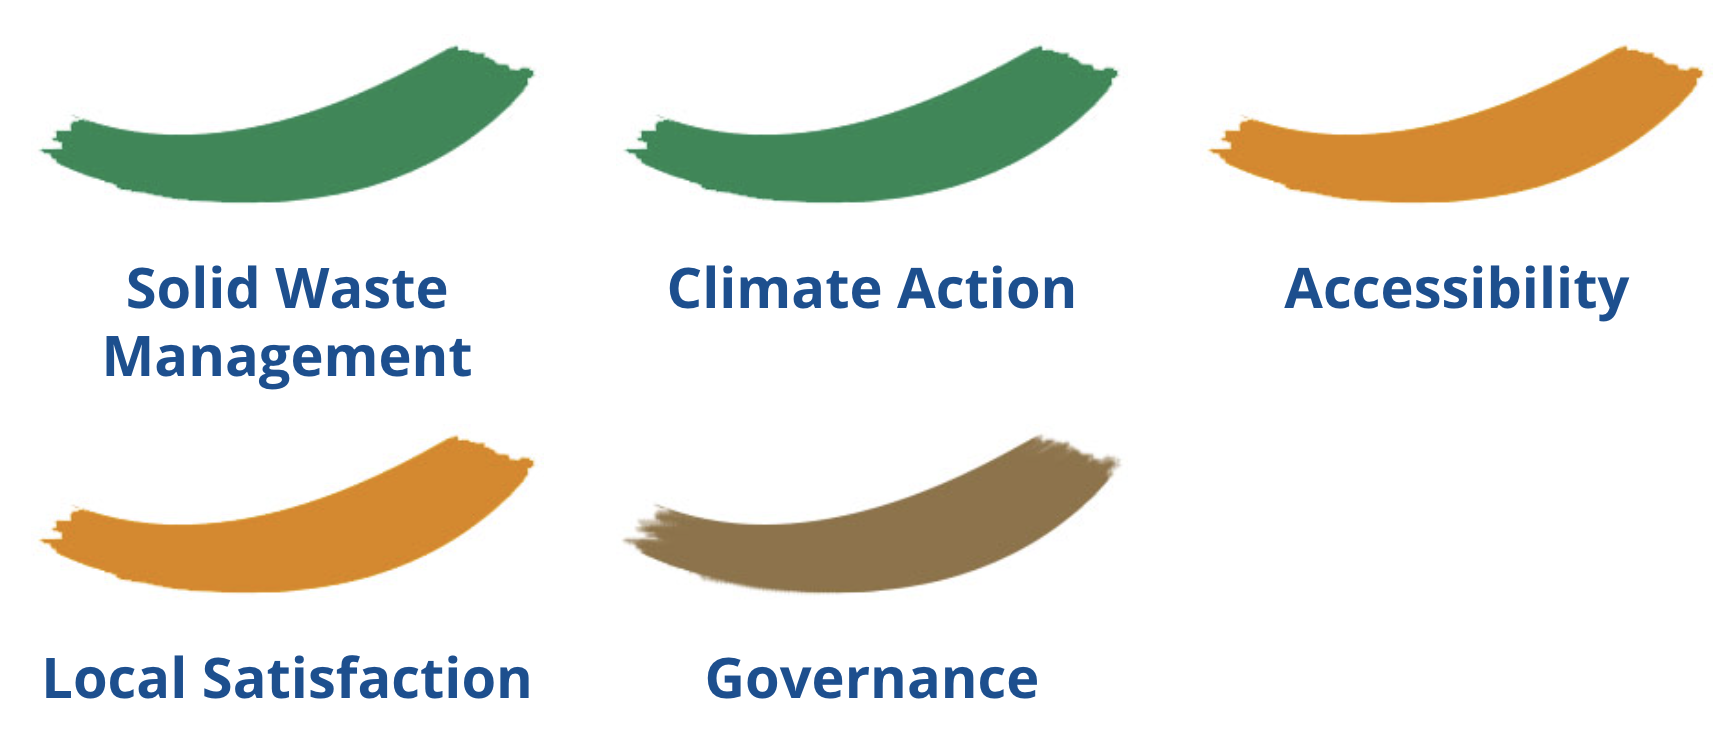 Solid Waste
Management
Climate Action
Accessibility
Local Satisfaction
Governance